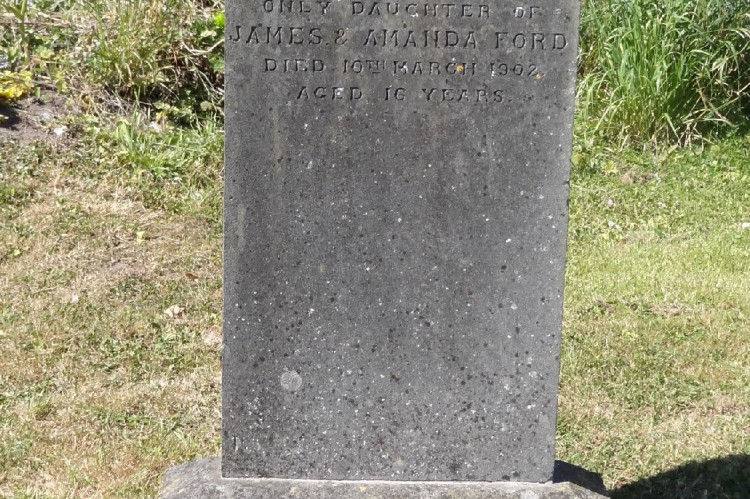 ONLY DAUGHTER OF
JAMES & AMANDA FORD
DIED 10TH MARCH 1902
AGED 16 YEARS.